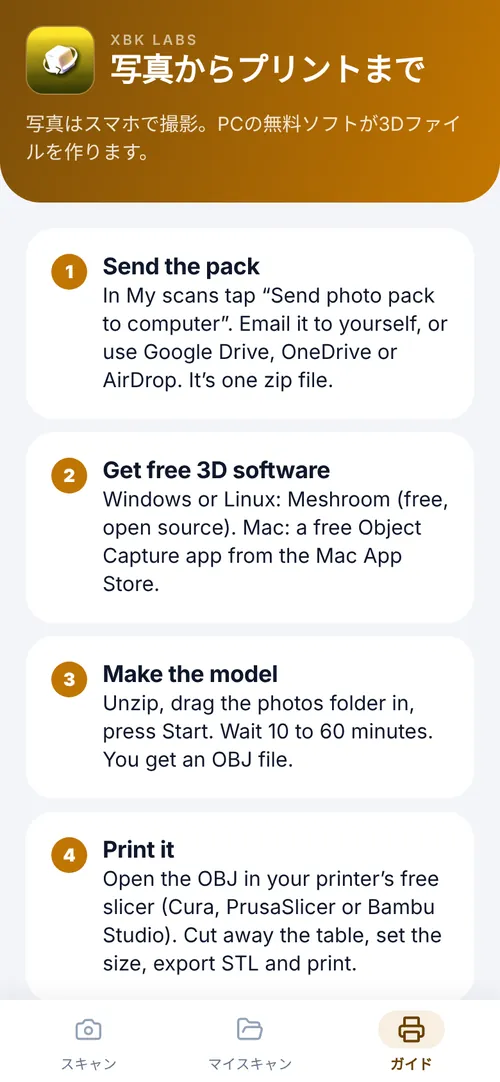 XBK LABS
写真からプリントまで
写真はスマホで撮影。PCの無料ソフトが3Dファイ
ルを作ります。
1
Send the pack
In My scans tap “Send photo pack
to computer”. Email it to yourself, or
use Google Drive, OneDrive or
AirDrop. It’s one zip file.
2
Get free 3D software
Windows or Linux: Meshroom (free,
open source). Mac: a free Object
Capture app from the Mac App
Store.
3
Make the model
Unzip, drag the photos folder in,
press Start. Wait 10 to 60 minutes.
You get an OBJ file.
4
Print it
Open the OBJ in your printer’s free
slicer (Cura, PrusaSlicer or Bambu
Studio). Cut away the table, set the
size, export STL and print.
スキャン
マイスキャン
ガイド